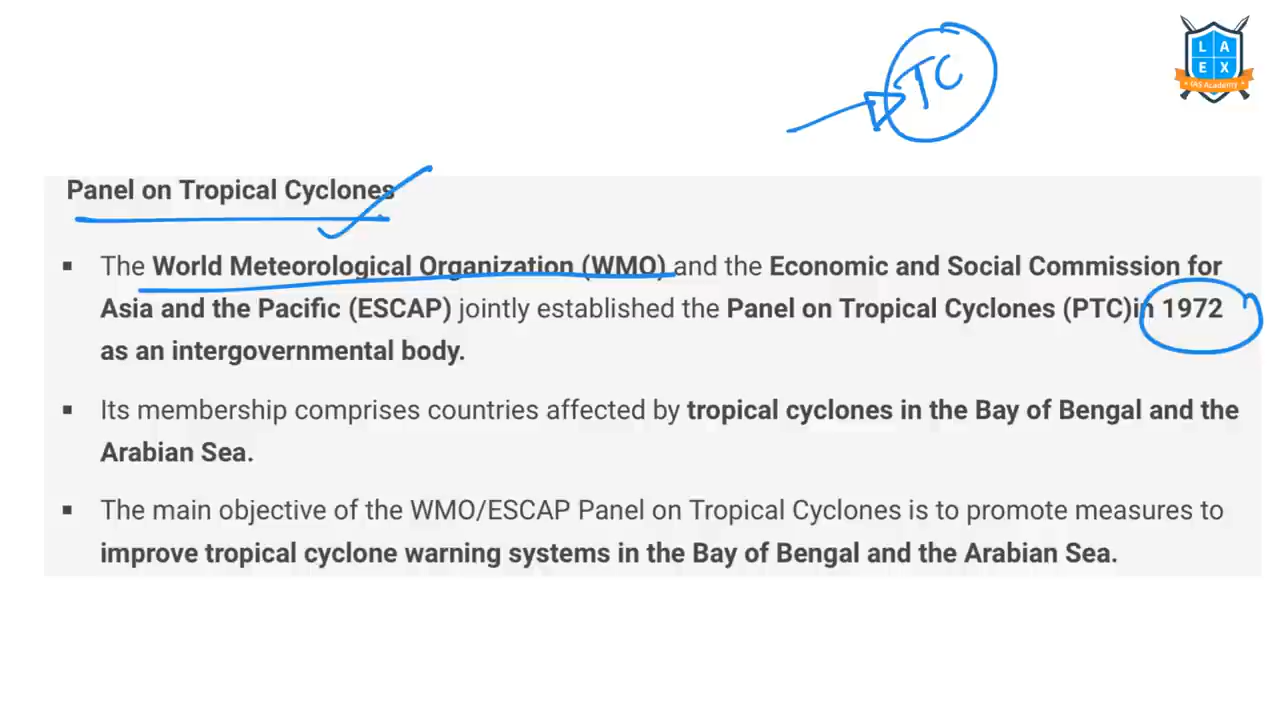 TC
L A
E X
IAS Academy
Panel on Tropical Cyclones
▪ The World Meteorological Organization (WMO) and the Economic and Social Commission for
Asia and the Pacific (ESCAP) jointly established the Panel on Tropical Cyclones (PTC)in 1972
as an intergovernmental body.
▪ Its membership comprises countries affected by tropical cyclones in the Bay of Bengal and the
Arabian Sea.
▪ The main objective of the WMO/ESCAP Panel on Tropical Cyclones is to promote measures to
improve tropical cyclone warning systems in the Bay of Bengal and the Arabian Sea.